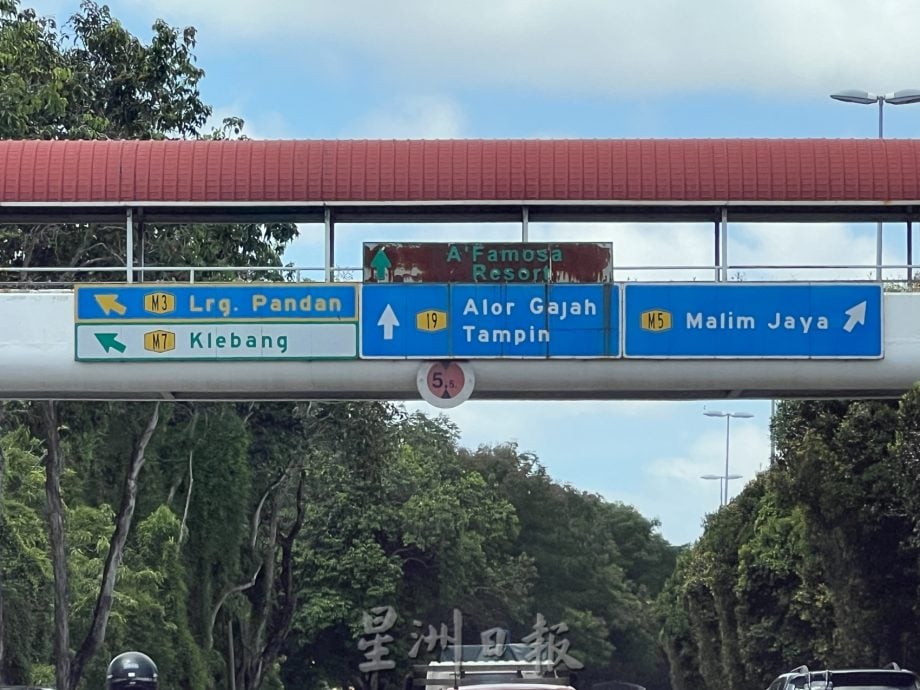 A'Famosa
Resort
M3 Lrg. Pandan
M7 Klebang
19 Alor Gajah
Tampin
M5 Malim Jaya
5.5.
星洲日報